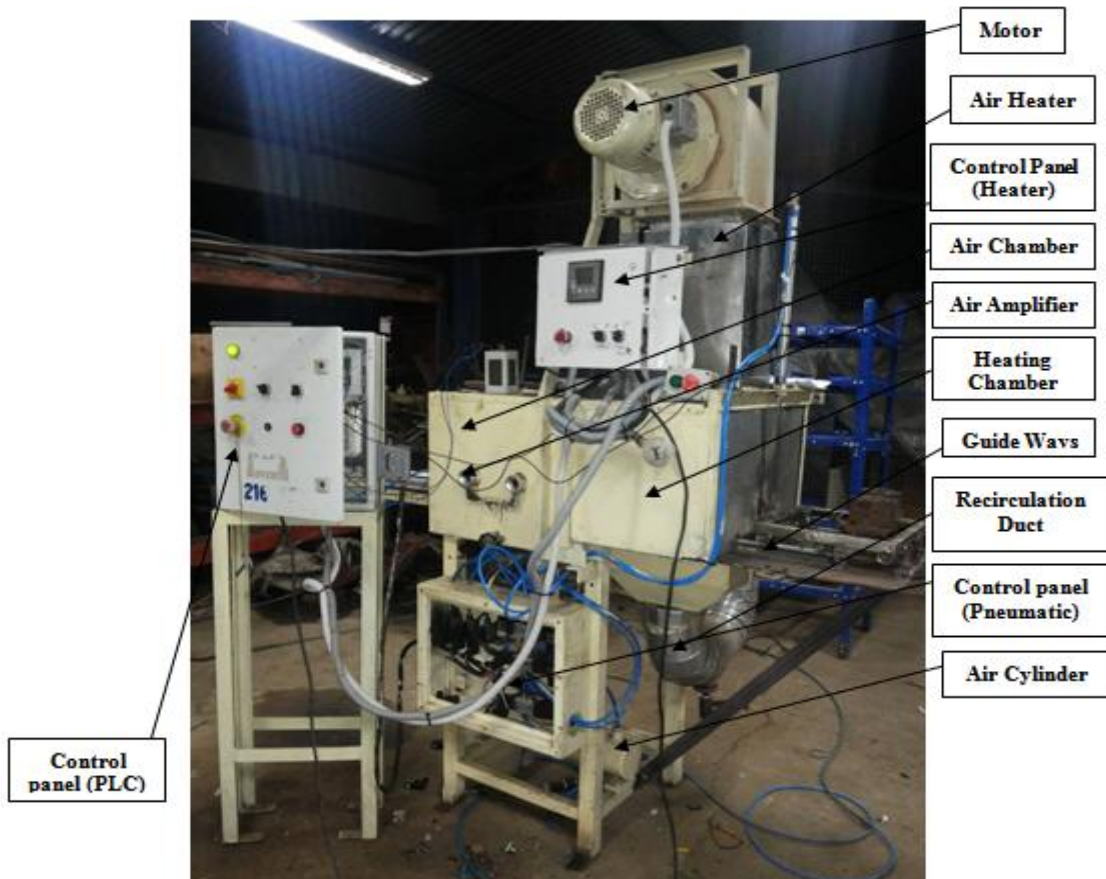 Motor
Air Heater
Control Panel
(Heater)
Air Chamber
Air Amplifier
Heating
Chamber
Guide Wavs
Recirculation
Duct
Control panel
(Pneumatic)
Air Cylinder
Control
panel (PLC)
216